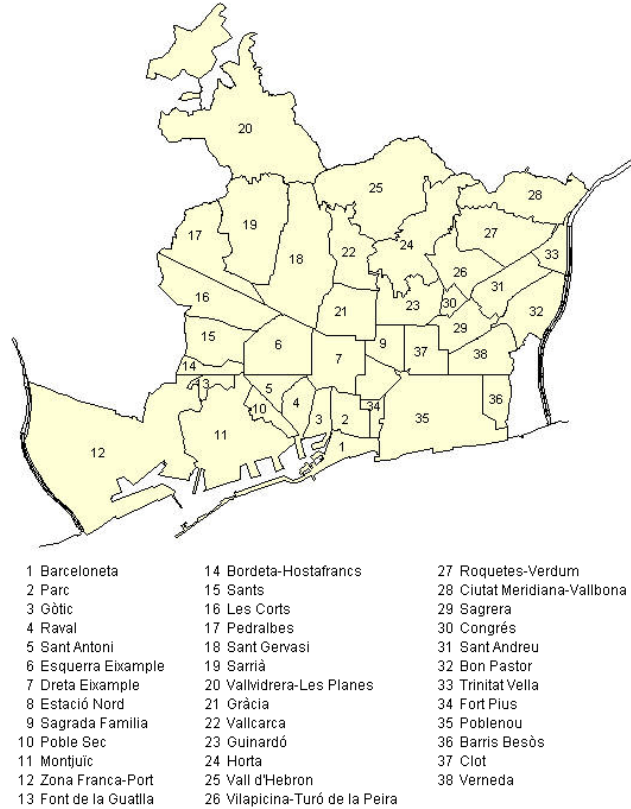 20
25
28
19
17
18
24
27
22
33
26
31
16
21
23
30
32
29
15
6
7
9
37
38
14
13
5
10
4
3
2
34
35
36
11
12
1
1 Barceloneta
2 Parc
3 Gòtic
4 Raval
5 Sant Antoni
6 Esquerra Eixample
7 Dreta Eixample
8 Estació Nord
9 Sagrada Familia
10 Poble Sec
11 Montjuïc
12 Zona Franca-Port
13 Font de la Guatlla
14 Bordeta-Hostafrancs
15 Sants
16 Les Corts
17 Pedralbes
18 Sant Gervasi
19 Sarrià
20 Vallvidrera-Les Planes
21 Gràcia
22 Vallcarca
23 Guinardó
24 Horta
25 Vall d'Hebron
26 Vilapicina-Turó de la Peira
27 Roquetes-Verdum
28 Ciutat Meridiana-Vallbona
29 Sagrera
30 Congrés
31 Sant Andreu
32 Bon Pastor
33 Trinitat Vella
34 Fort Pius
35 Poblenou
36 Barris Besòs
37 Clot
38 Verneda